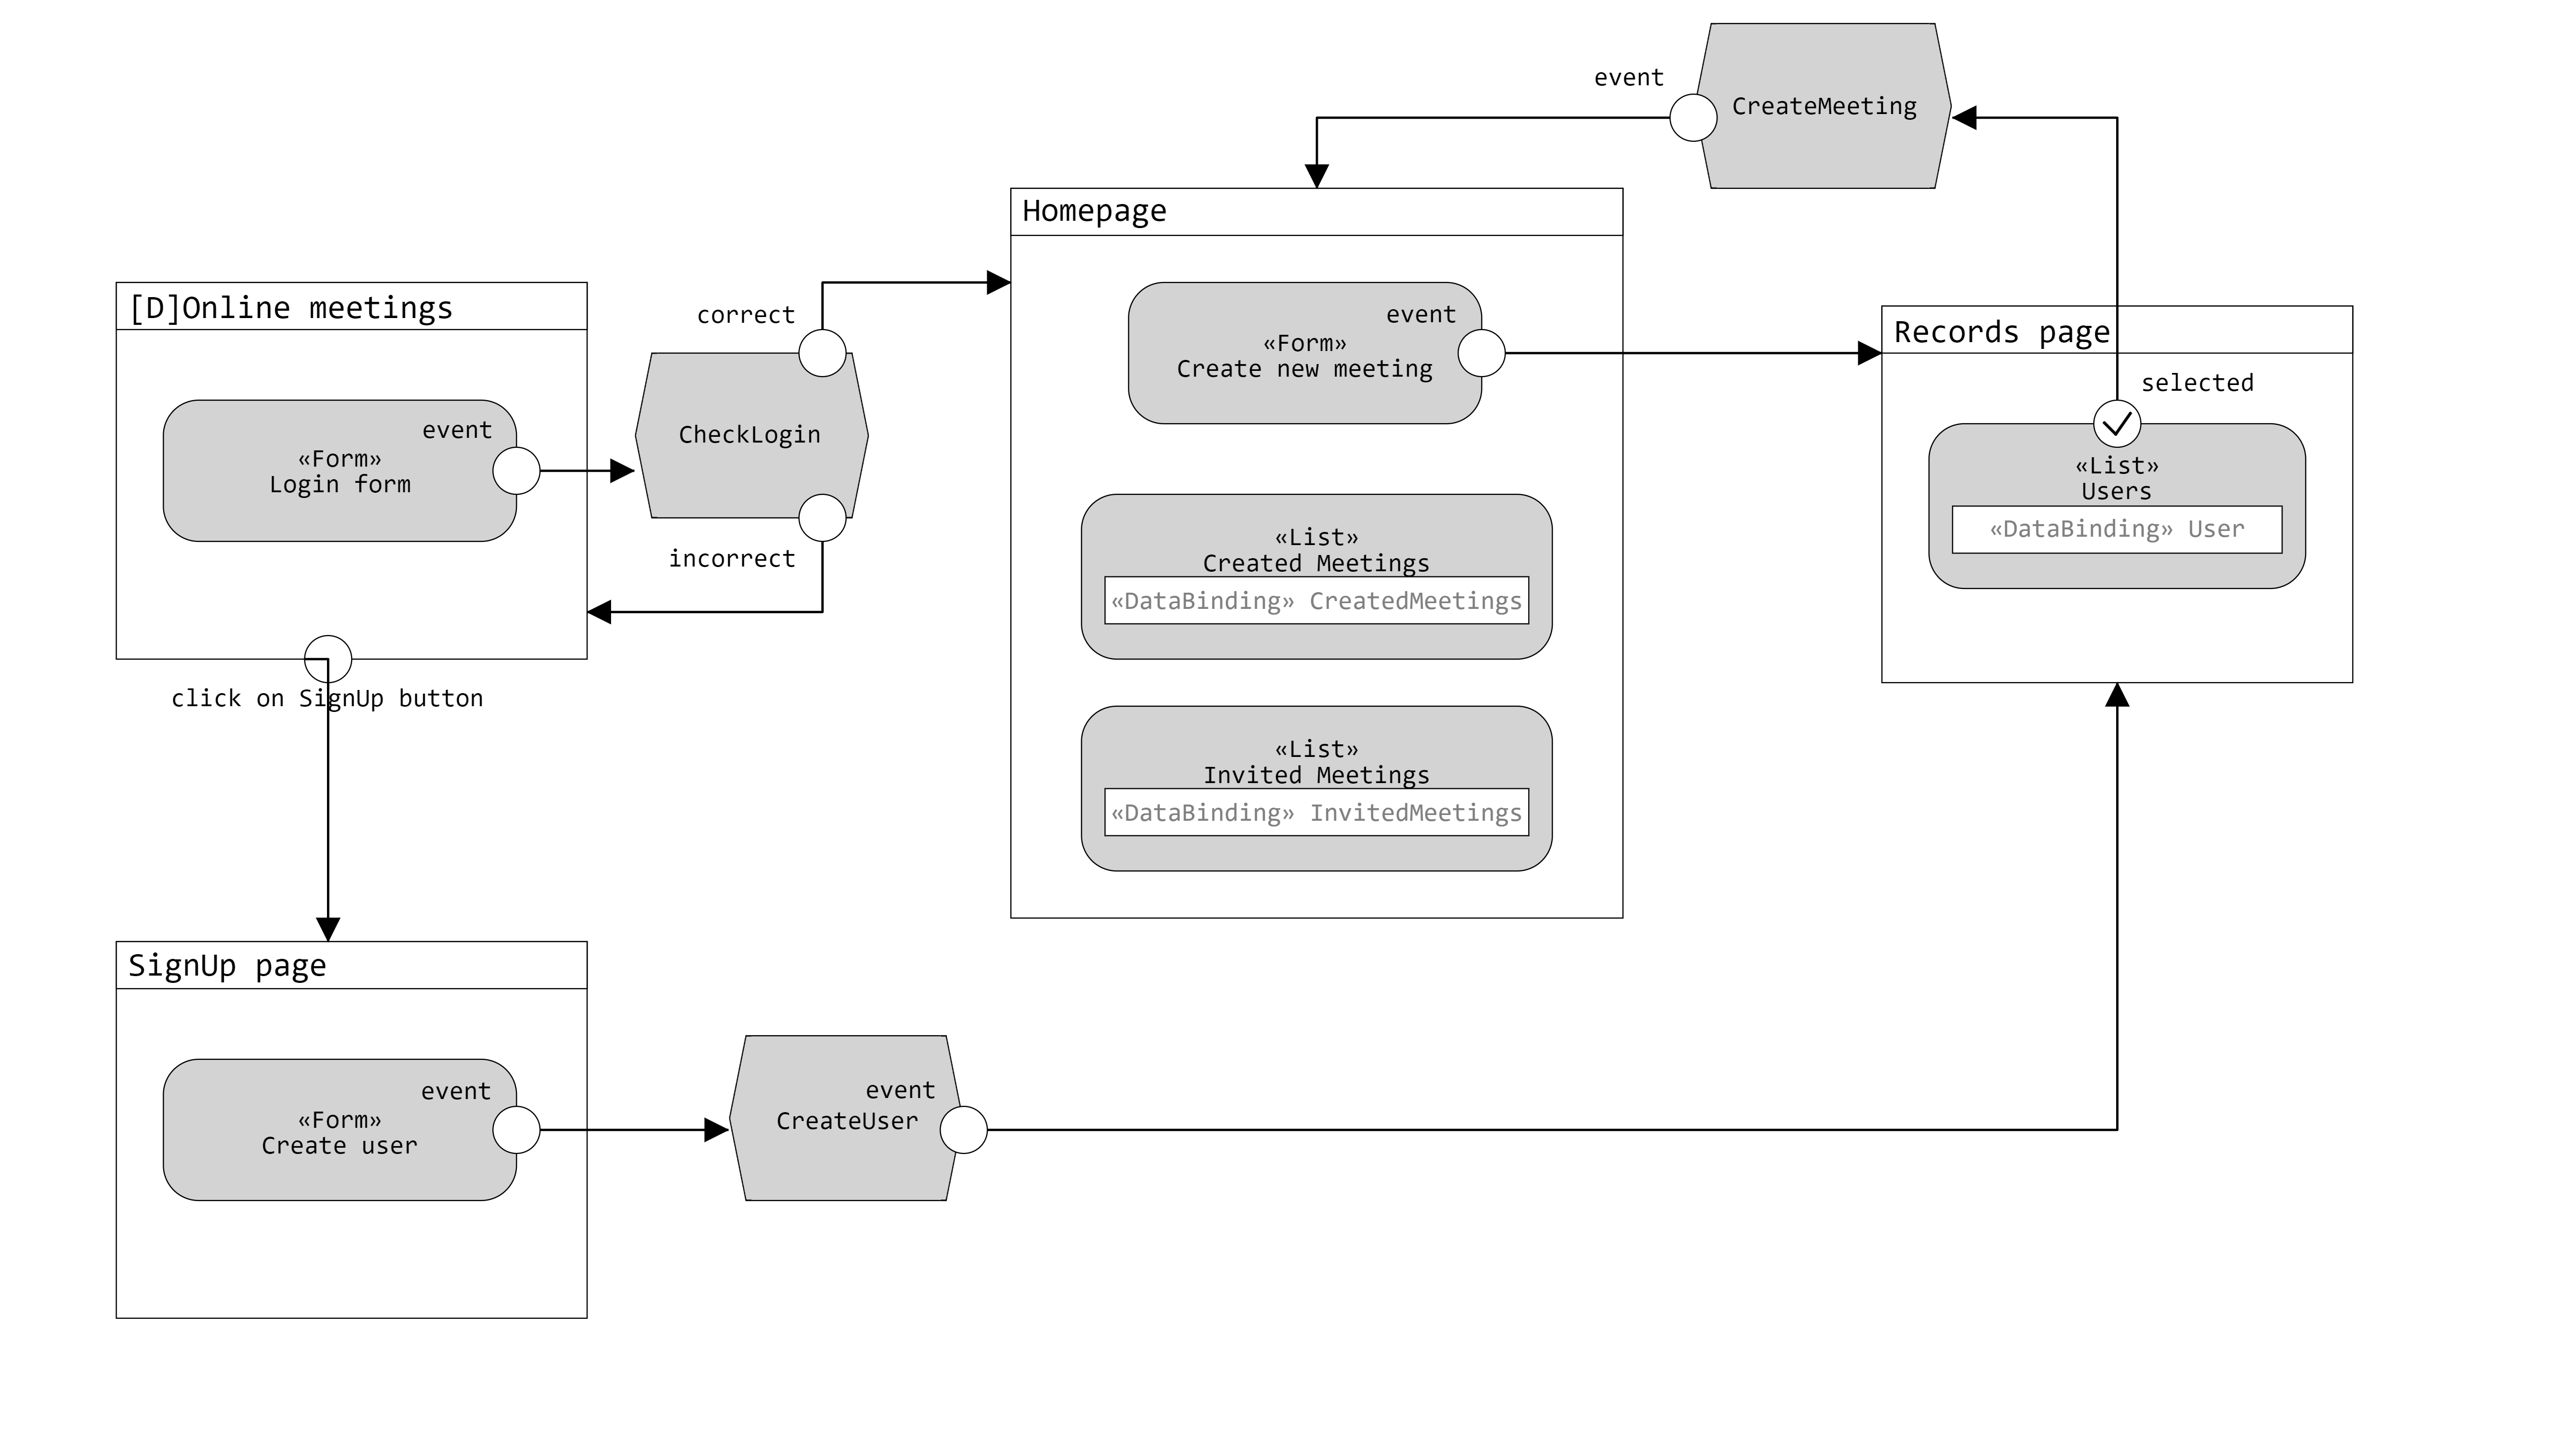 event
CreateMeeting
Homepage
[D]Online meetings
correct
event
«Form»
Create new meeting
Records page
selected
event
«Form»
Login form
CheckLogin
incorrect
«List»
Users
«DataBinding» User
«List»
Created Meetings
«DataBinding» CreatedMeetings
click on SignUp button
«List»
Invited Meetings
«DataBinding» InvitedMeetings
SignUp page
event
«Form»
Create user
event
CreateUser